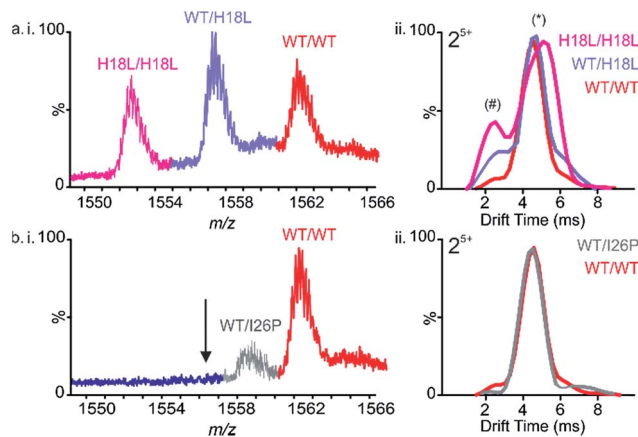 a. i. 100
WT/H18L
H18L/H18L
WT/WT
%
0
1550 1554 1558 1562 1566
m/z
ii. 100
2⁵⁺
(*)
H18L/H18L
WT/H18L
WT/WT
(#)
%
0
2 4 6 8
Drift Time (ms)
b. i. 100
WT/WT
WT/I26P
%
0
1550 1554 1558 1562 1566
m/z
ii. 100
2⁵⁺
WT/I26P
WT/WT
%
0
2 4 6 8
Drift Time (ms)